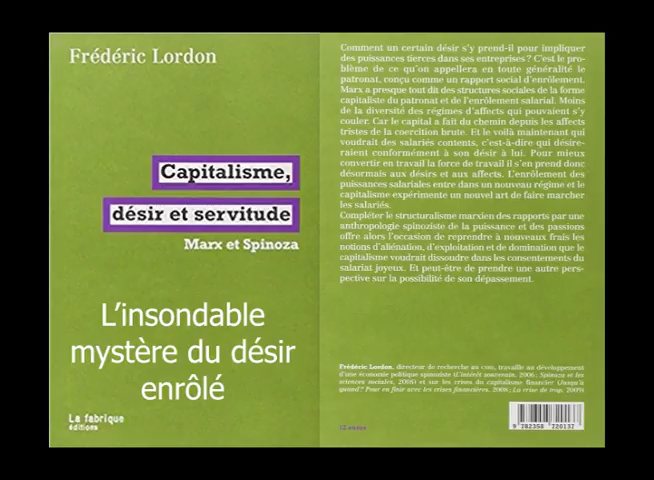 Frédéric Lordon
Capitalisme,
désir et servitude
Marx et Spinoza
L'insondable
mystère du désir
enrôlé
La fabrique
éditions
Comment un certain désir s'y prend-il pour impliquer
des puissances tierces dans ses entreprises ? C'est le pro-
blème de ce qu'on appellera en toute généralité le
patronat, conçu comme un rapport social d'enrôlement.
Marx a presque tout dit des structures sociales de la forme
capitaliste du patronat et de l'enrôlement salarial. Moins
de la diversité des régimes d'affects qui pouvaient s'y
couler. Car le capital a fait du chemin depuis les affects
tristes de la coercition brute. Et le voilà maintenant qui
voudrait des salariés contents, c'est-à-dire qui désire-
raient conformément à son désir à lui. Pour mieux
convertir en travail la force de travail il s'en prend donc
désormais aux désirs et aux affects. L'enrôlement des
puissances salariales entre dans un nouveau régime et le
capitalisme expérimente un nouvel art de faire marcher
les salariés.
Compléter le structuralisme marxien des rapports par une
anthropologie spinoziste de la puissance et des passions
offre alors l'occasion de reprendre à nouveaux frais les
notions d'aliénation, d'exploitation et de domination que le
capitalisme voudrait dissoudre dans les consentements du
salariat joyeux. Et peut-être de prendre une autre pers-
pective sur la possibilité de son dépassement.
Frédéric Lordon, directeur de recherche au CNRS, travaille au développement
d'une économie politique spinoziste (L'intérêt souverain, 2006 ; Spinoza et les
sciences sociales, 2008) et sur les crises du capitalisme financier (Jusqu'à
quand ? Pour en finir avec les crises financières, 2008 ; La crise de trop, 2009)
12 euros
9 782358 720137